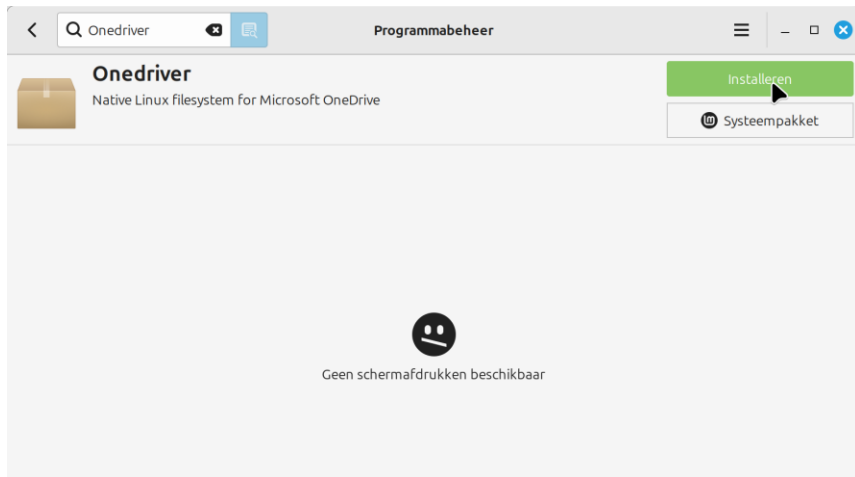 Onedriver
Programmabeheer
Onedriver
Native Linux filesystem for Microsoft OneDrive
Installeren
Systeempakket
Geen schermafdrukken beschikbaar